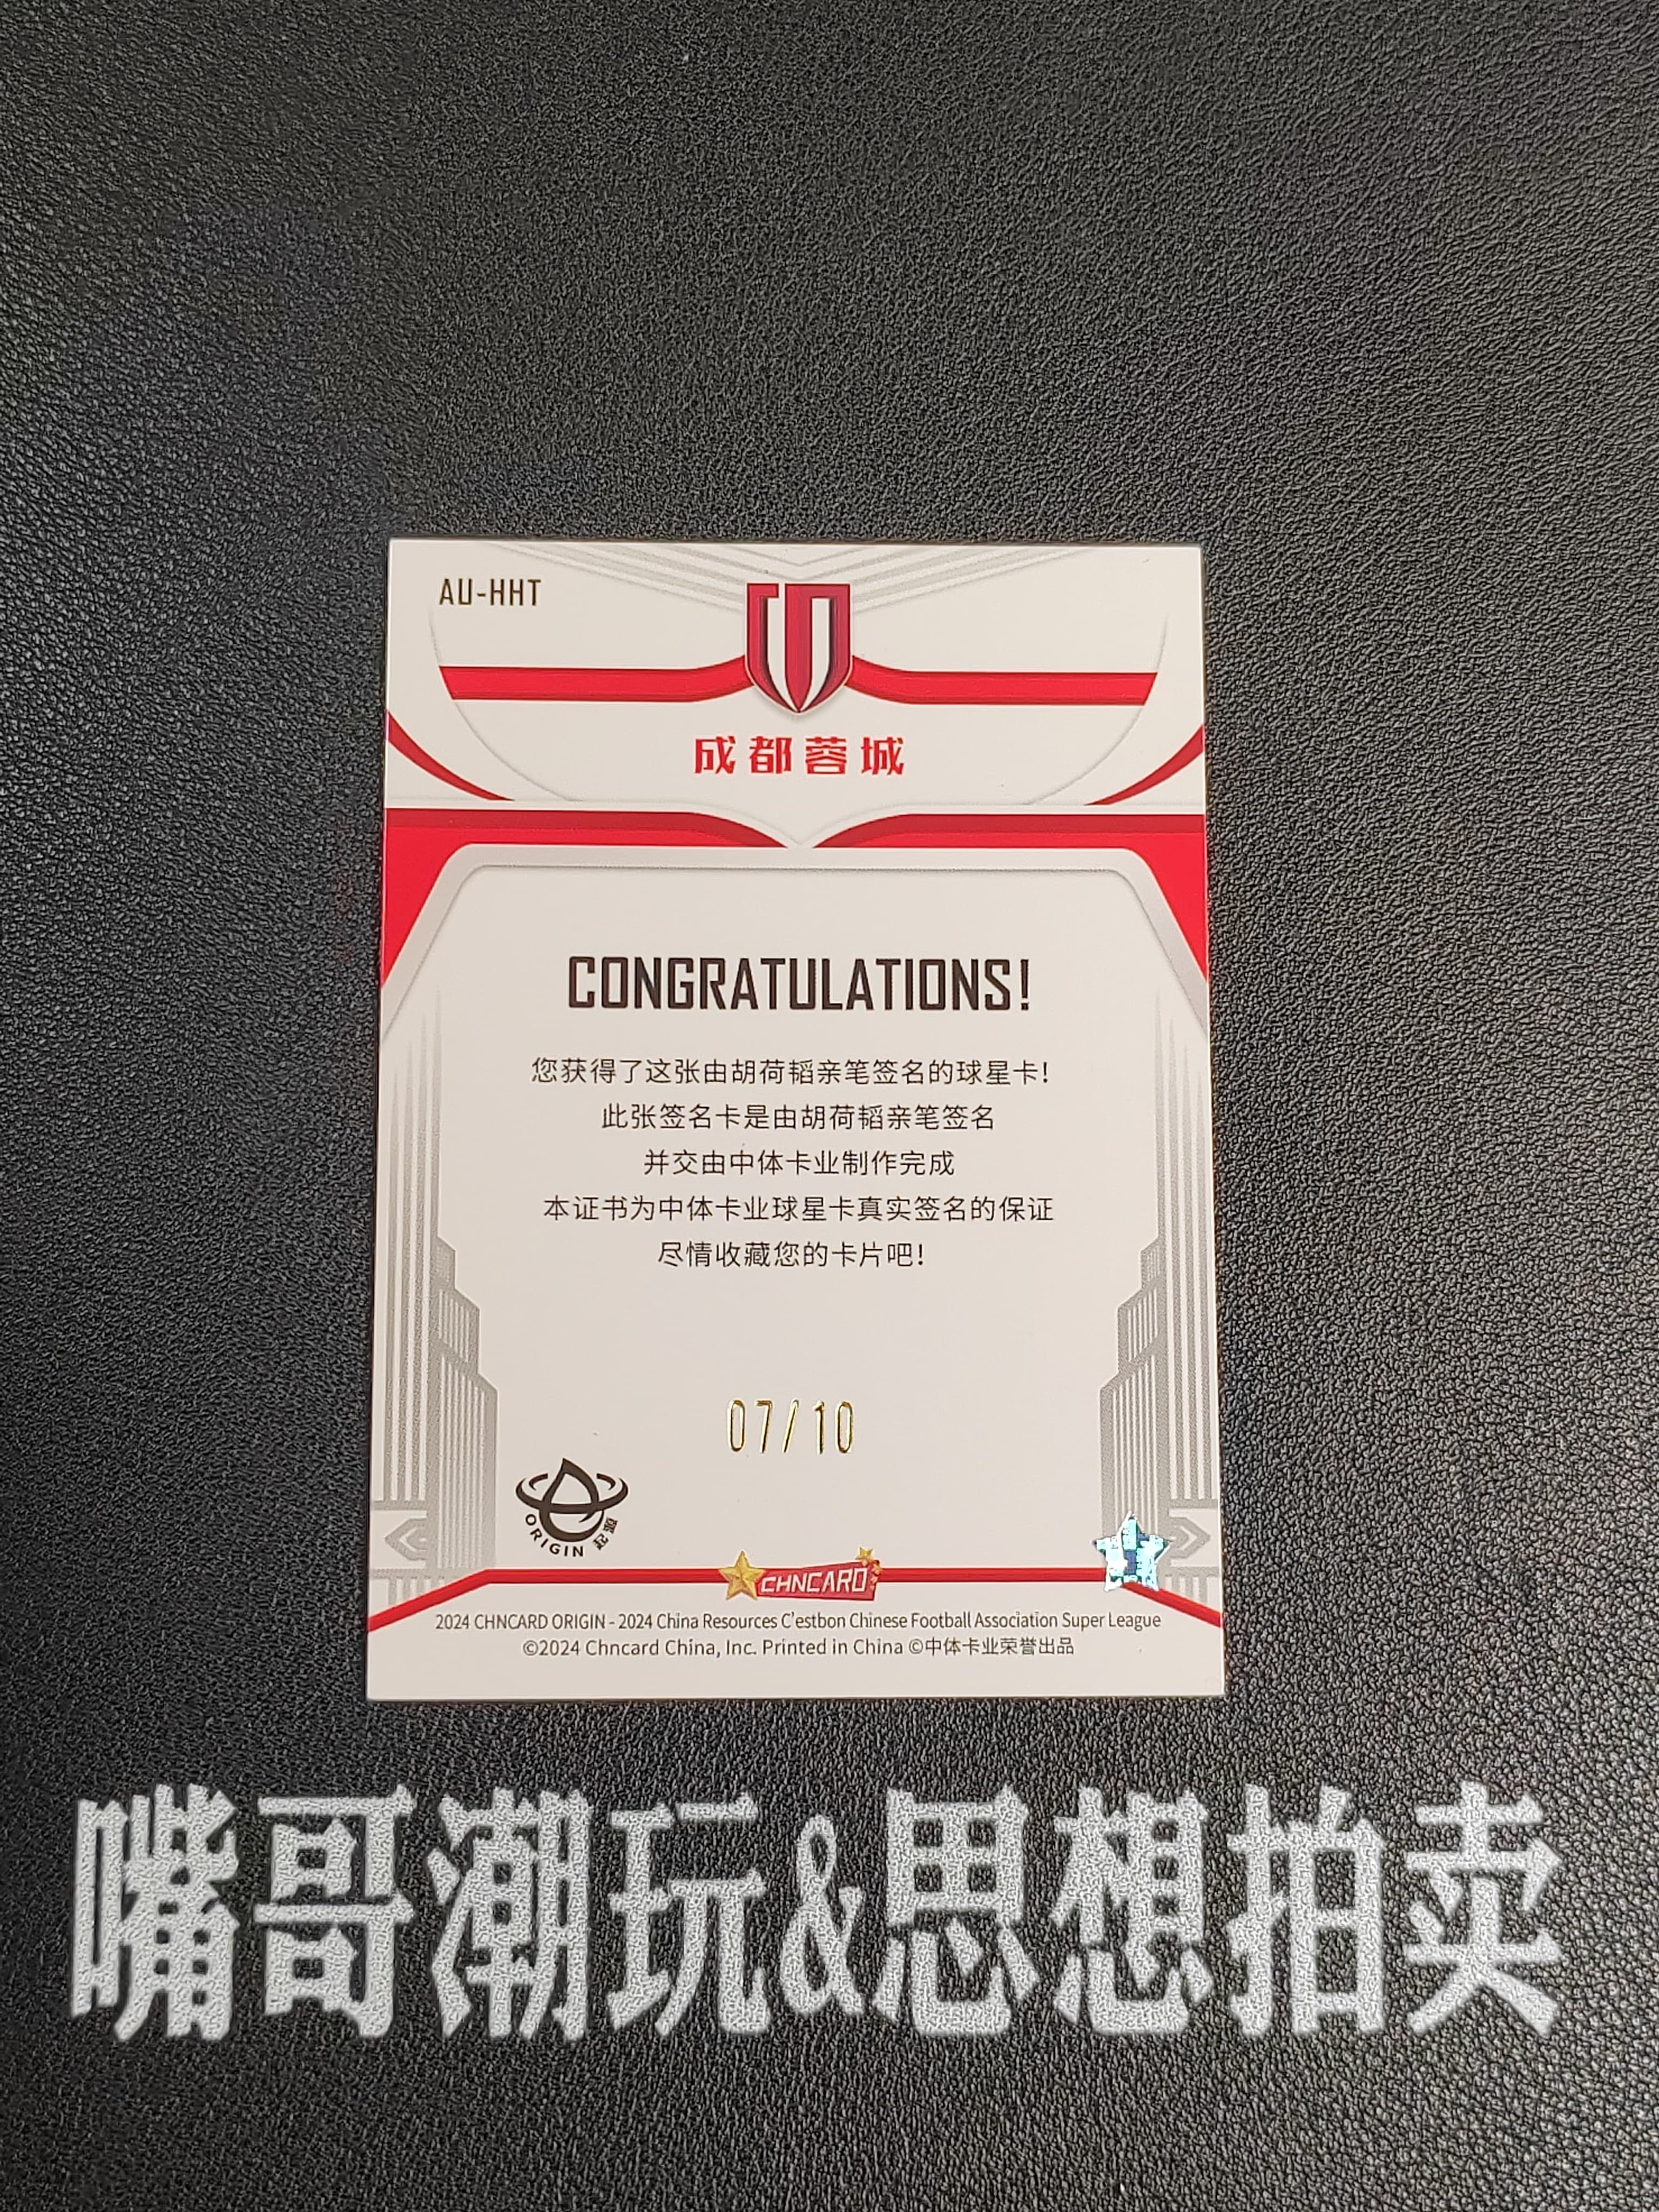 AU-HHT
成都蓉城
CONGRATULATIONS!
您获得了这张由胡荷韬亲笔签名的球星卡!
此张签名卡是由胡荷韬亲笔签名
并交由中体卡业制作完成
本证书为中体卡业球星卡真实签名的保证
尽情收藏您的卡片吧!
07/10
ORIGIN 起源
CHNCARD
2024 CHNCARD ORIGIN - 2024 China Resources C'estbon Chinese Football Association Super League
©2024 Chncard China, Inc. Printed in China ©中体卡业荣誉出品
嘴哥潮玩&思想拍卖